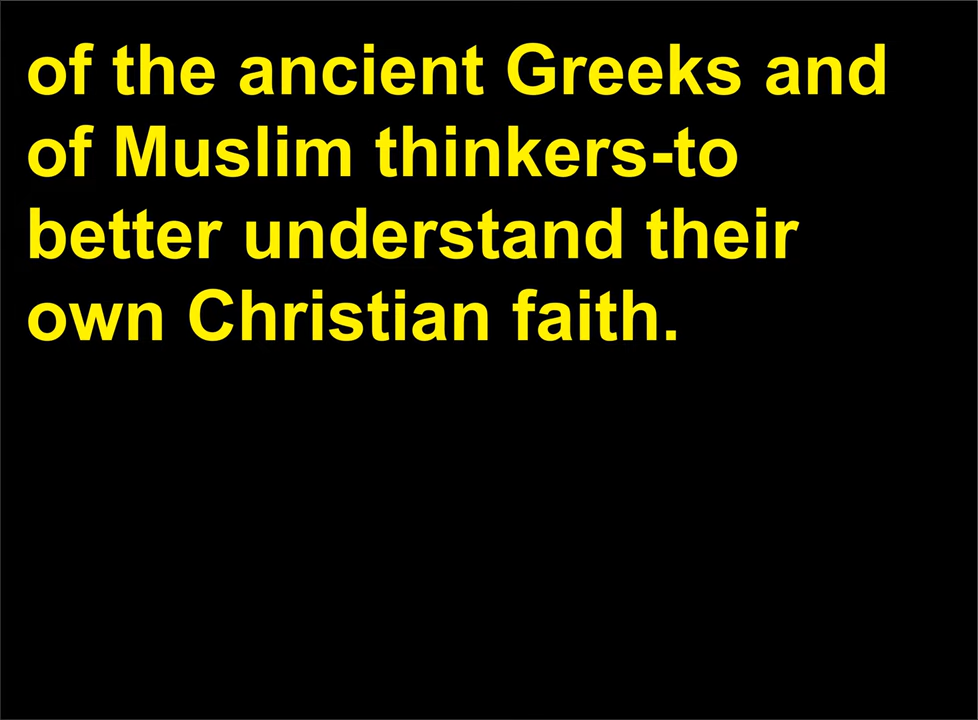 of the ancient Greeks and
of Muslim thinkers-to
better understand their
own Christian faith.